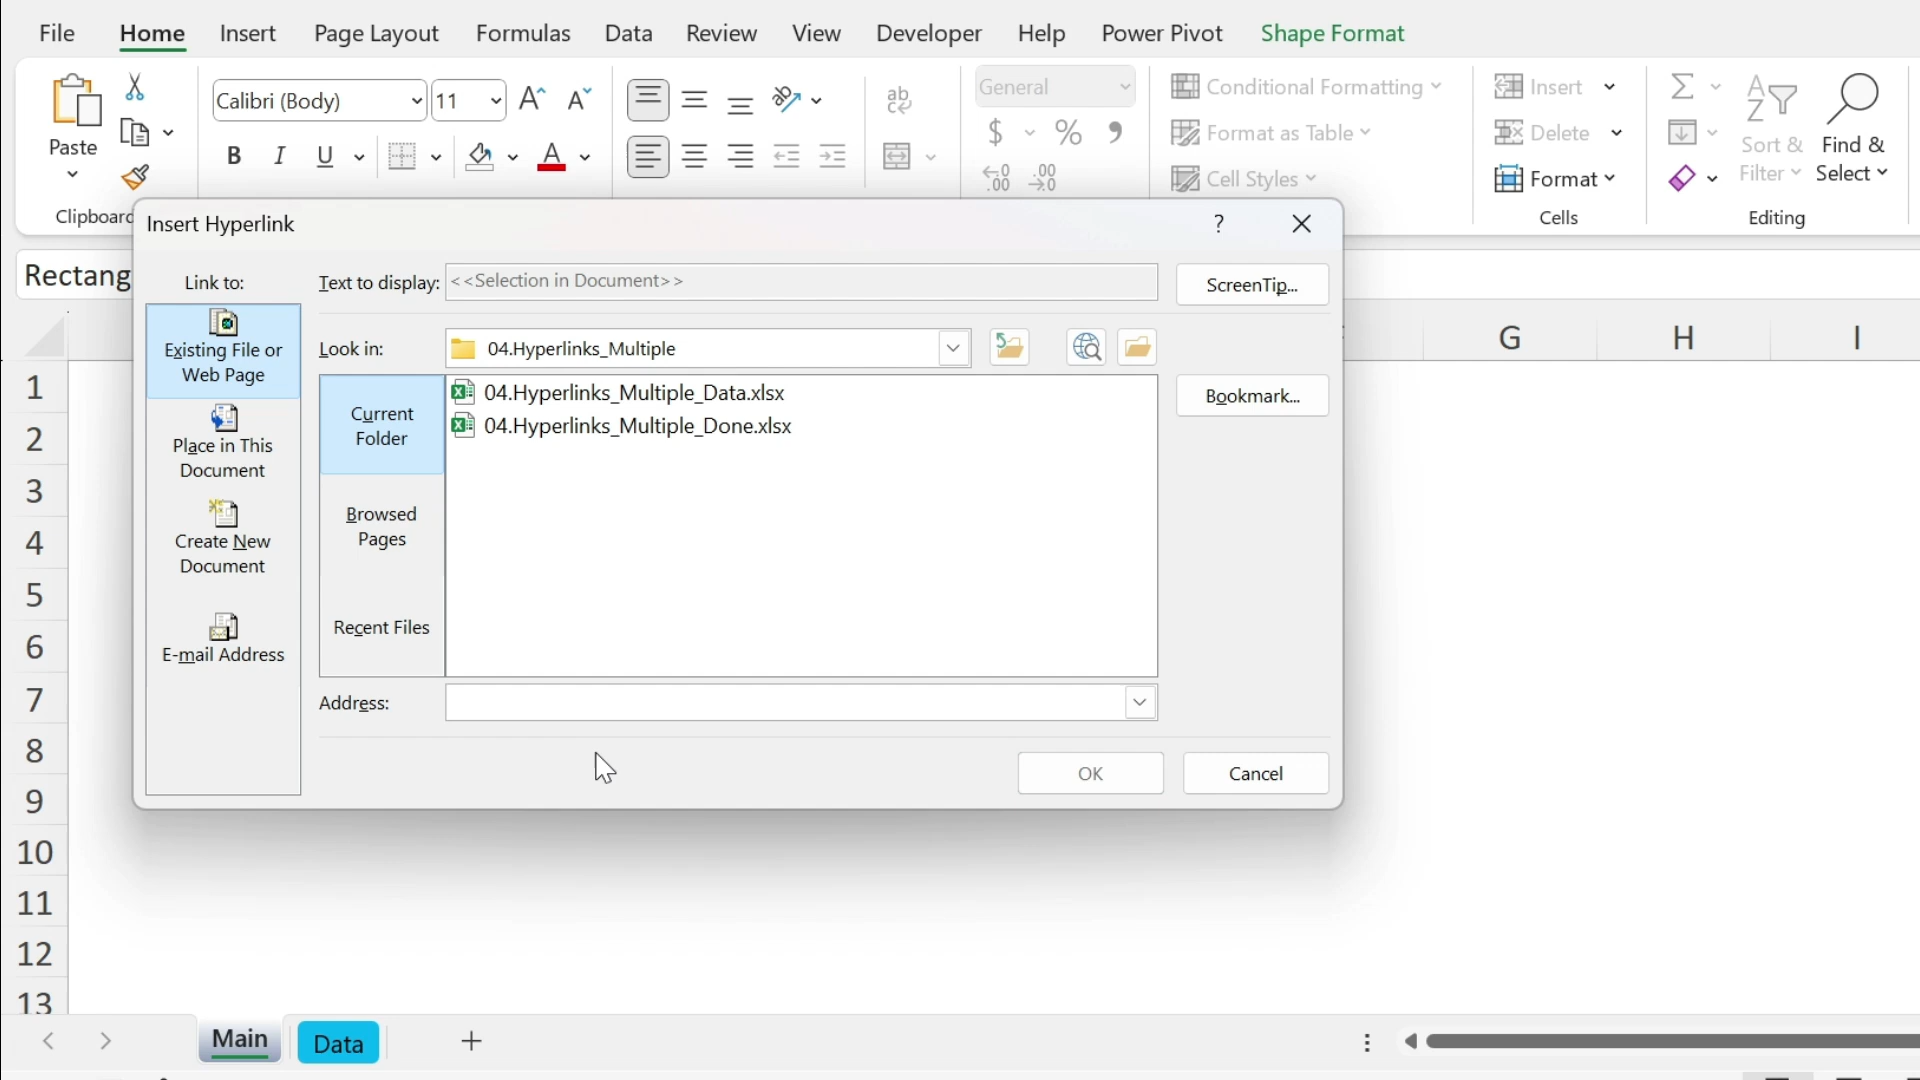 File Home Insert Page Layout Formulas Data Review View Developer Help Power Pivot Shape Format
Paste
Clipboard
Calibri (Body) 11
B I U A
ab
General
$ % 9
Conditional Formatting
Format as Table
Cell Styles
Insert
Delete
Format
Cells
Sort &
Filter
Find &
Select
Editing
Rectang
Insert Hyperlink ?
Link to:
Text to display: <<Selection in Document>> ScreenTip...
Existing File or
Web Page
Place in This
Document
Create New
Document
E-mail Address
Look in: 04.Hyperlinks_Multiple
Current
Folder
Browsed
Pages
Recent Files
04.Hyperlinks_Multiple_Data.xlsx
04.Hyperlinks_Multiple_Done.xlsx
Bookmark...
Address:
OK Cancel
G H I
1
2
3
4
5
6
7
8
9
10
11
12
13
Main Data +